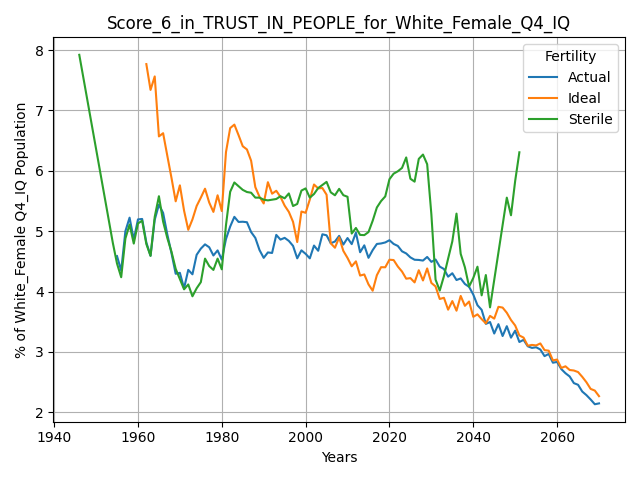 Score_6_in_TRUST_IN_PEOPLE_for_White_Female_Q4_IQ
% of White_Female Q4_IQ Population
8
7
6
5
4
3
2
Fertility
Actual
Ideal
Sterile
1940 1960 1980 2000 2020 2040 2060
Years